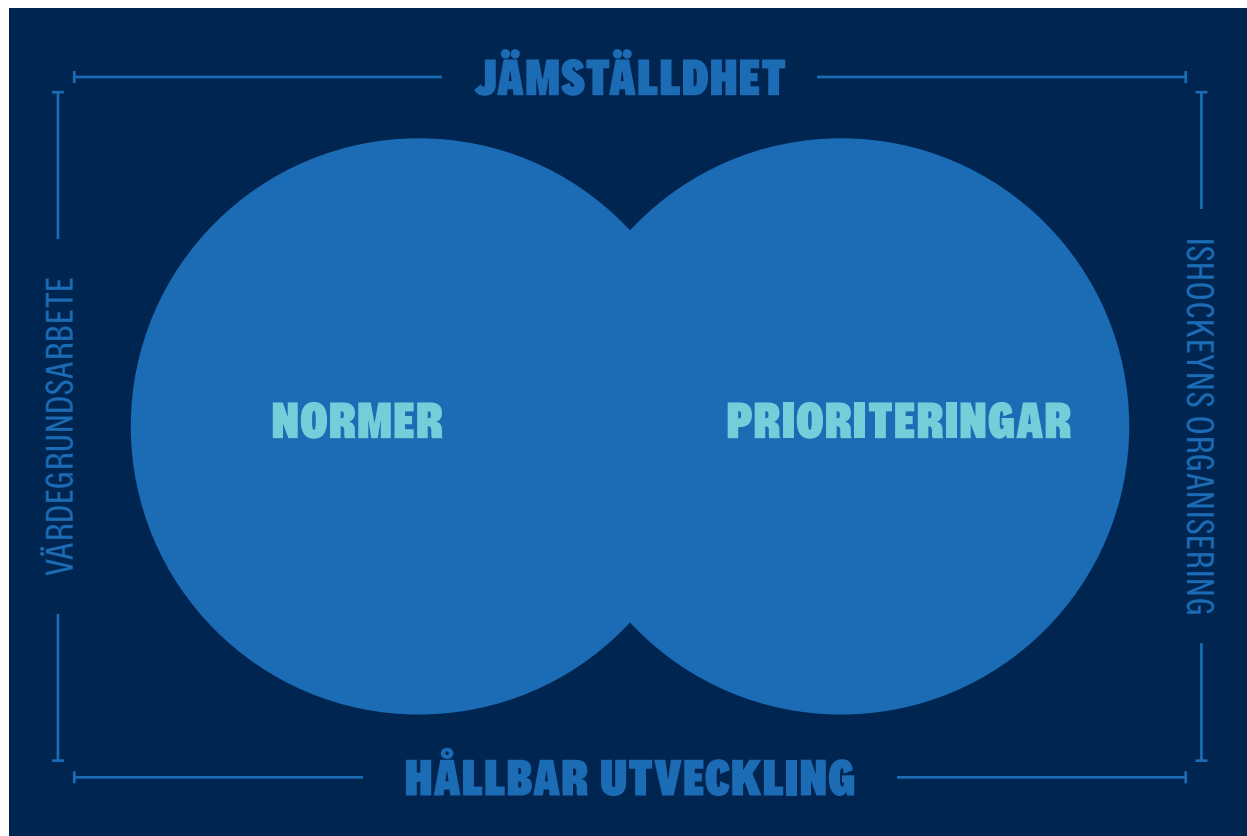 JÄMSTÄLLDHET
VÄRDEGRUNDSARBETE
NORMER
PRIORITERINGAR
ISHOCKEYNS ORGANISERING
HÅLLBAR UTVECKLING